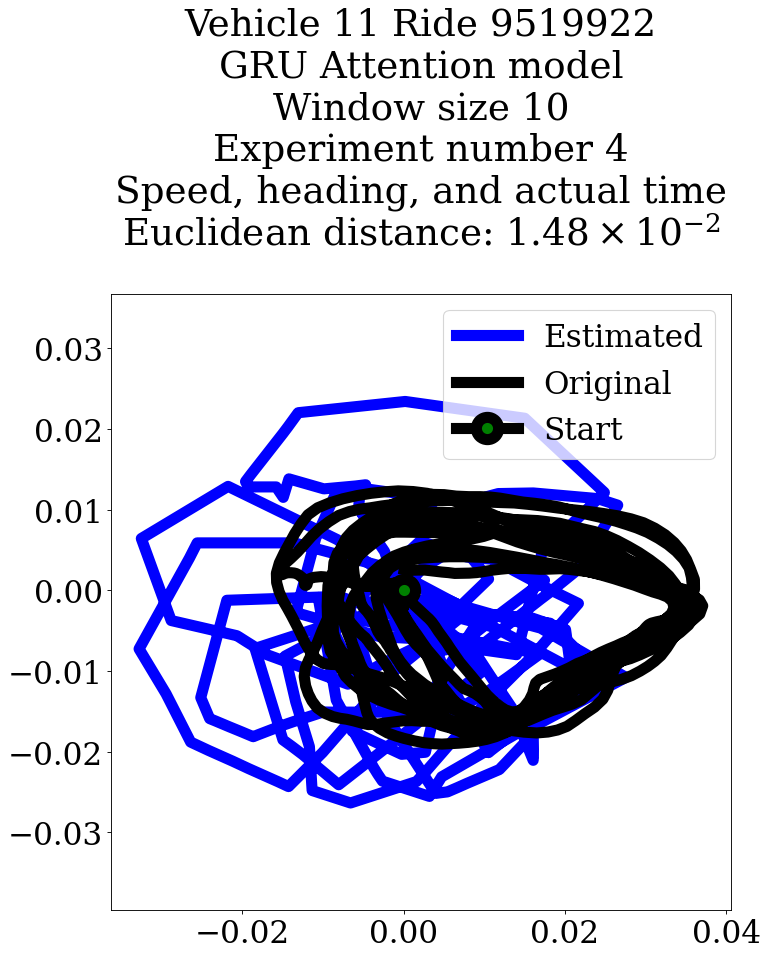 Vehicle 11 Ride 9519922
GRU Attention model
Window size 10
Experiment number 4
Speed, heading, and actual time
Euclidean distance: 1.48 × 10⁻²
Estimated
Original
Start
0.03
0.02
0.01
0.00
−0.01
−0.02
−0.03
−0.02
0.00
0.02
0.04